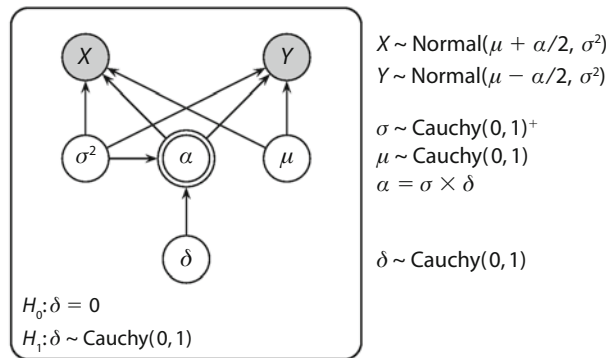 X
Y
σ²
α
μ
δ
H₀: δ = 0
H₁: δ ~ Cauchy(0, 1)
X ~ Normal(μ + α/2, σ²)
Y ~ Normal(μ − α/2, σ²)
σ ~ Cauchy(0, 1)⁺
μ ~ Cauchy(0, 1)
α = σ × δ
δ ~ Cauchy(0, 1)